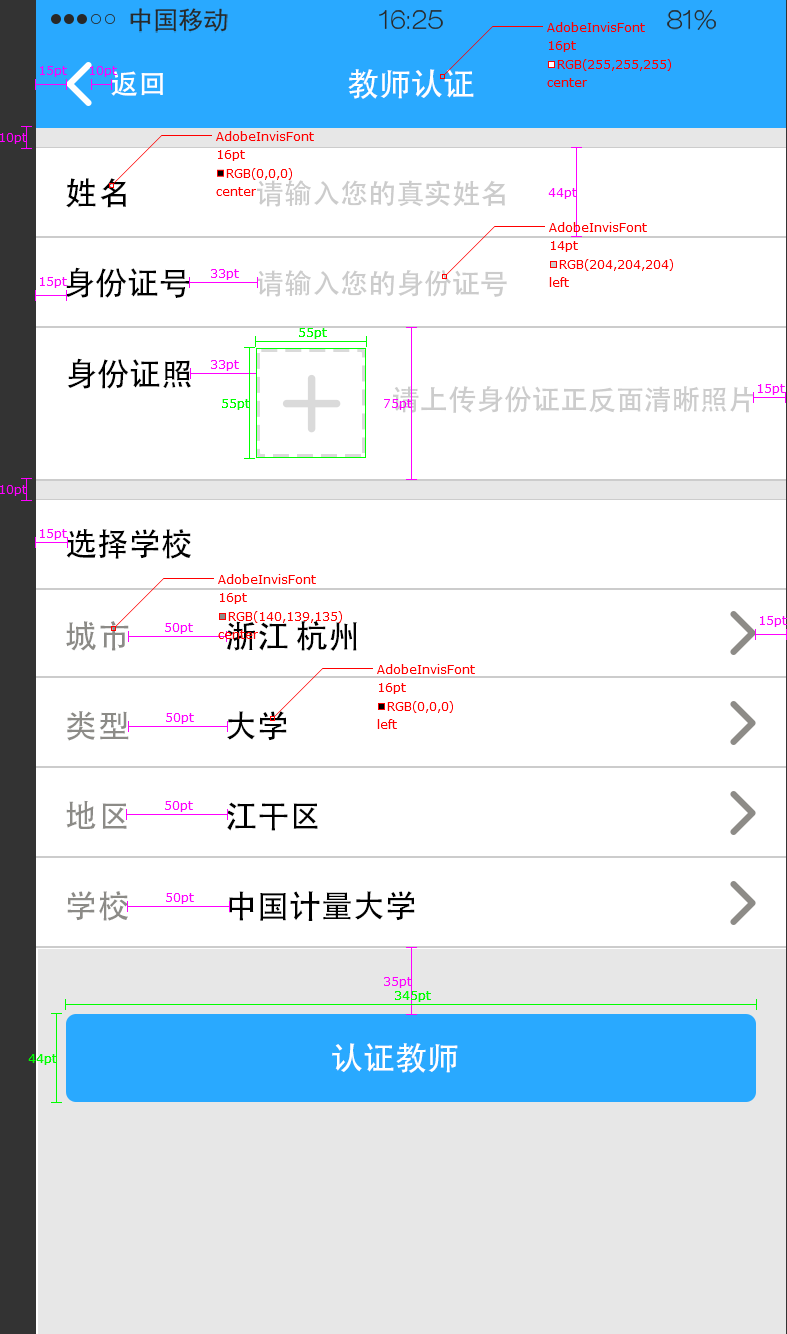 中国移动 16:25 81%
AdobeInvisFont
16pt
RGB(255,255,255)
center
15pt 10pt 返回 教师认证
10pt
AdobeInvisFont
16pt
RGB(0,0,0)
center
姓名 请输入您的真实姓名 44pt
AdobeInvisFont
14pt
RGB(204,204,204)
left
15pt 身份证号 33pt 请输入您的身份证号
55pt
身份证照 33pt
55pt 75pt 请上传身份证正反面清晰照片 15pt
10pt
15pt 选择学校
AdobeInvisFont
16pt
RGB(140,139,135)
center
城市 50pt 浙江 杭州 15pt
AdobeInvisFont
16pt
RGB(0,0,0)
left
类型 50pt 大学
地区 50pt 江干区
学校 50pt 中国计量大学
35pt
345pt
44pt 认证教师